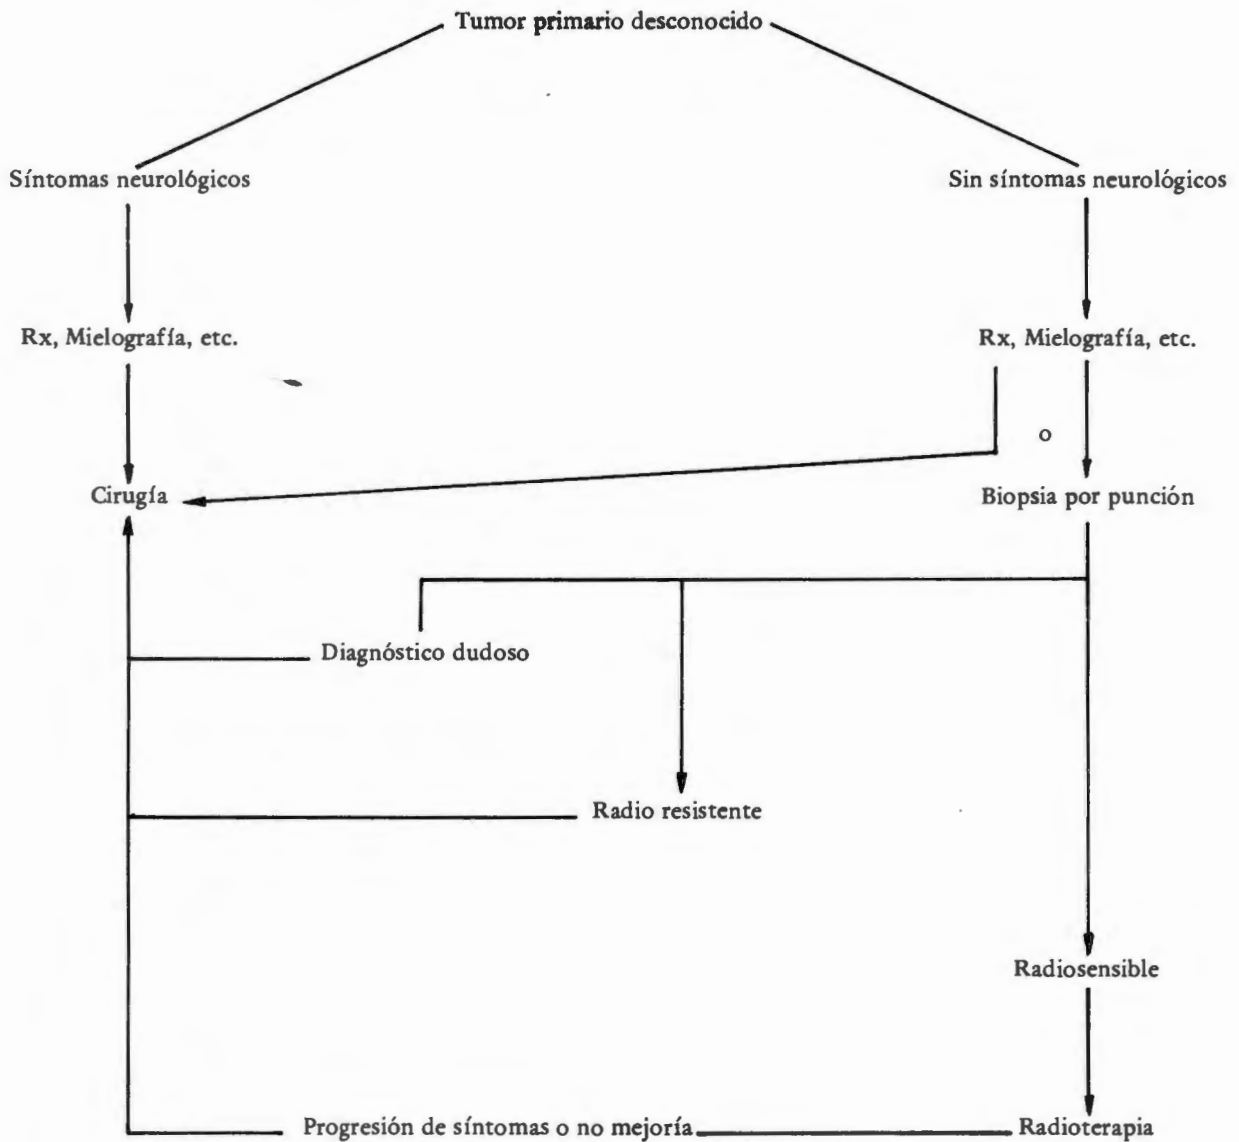 Tumor primario desconocido
Síntomas neurológicos
Sin síntomas neurológicos
Rx, Mielografía, etc.
Rx, Mielografía, etc.
o
Cirugía
Biopsia por punción
Diagnóstico dudoso
Radio resistente
Radiosensible
Progresión de síntomas o no mejoría
Radioterapia